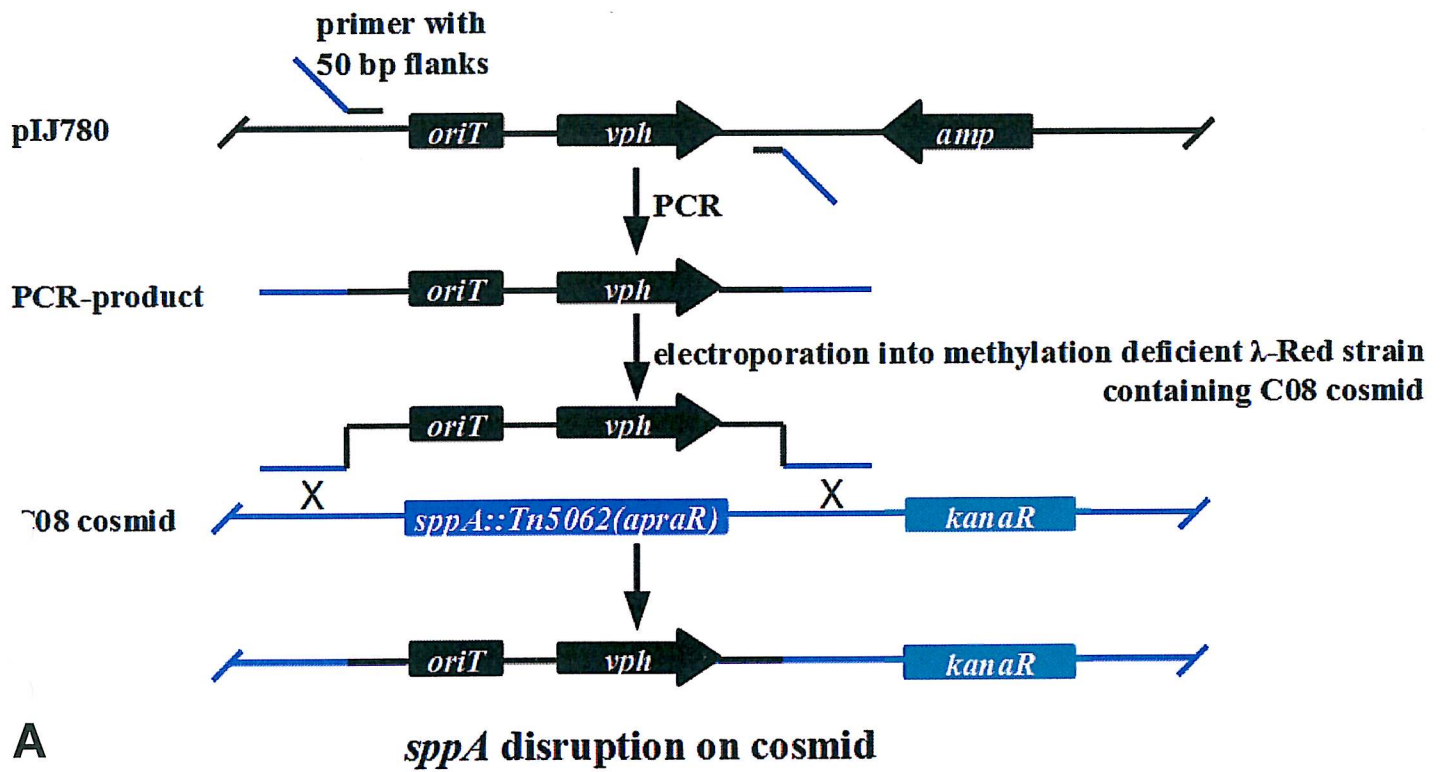 primer with
50 bp flanks
pIJ780
oriT
vph
amp
PCR
PCR-product
oriT
vph
electroporation into methylation deficient λ-Red strain
containing C08 cosmid
oriT
vph
X
X
C08 cosmid
sppA::Tn5062(apraR)
kanaR
oriT
vph
kanaR
A
sppA disruption on cosmid